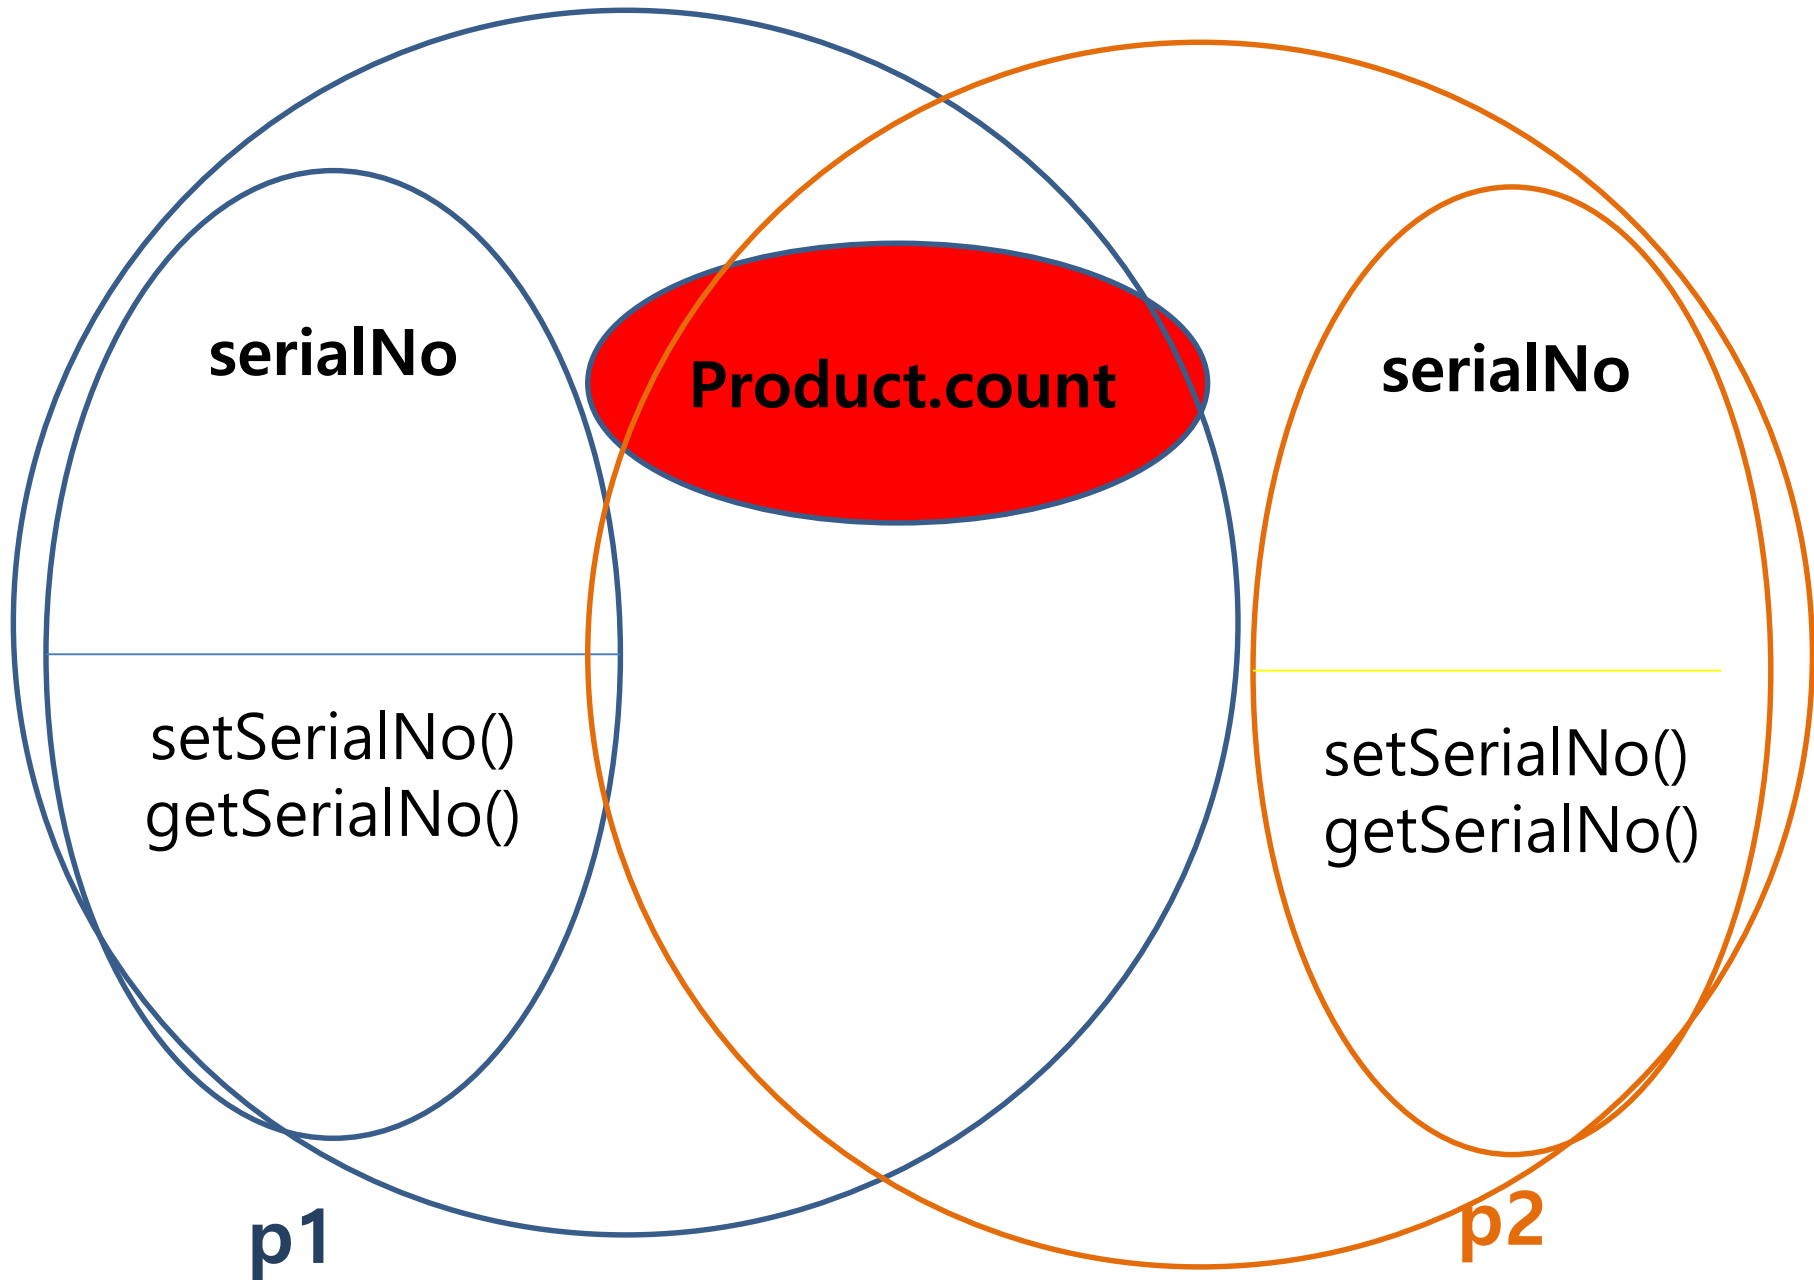 serialNo
setSerialNo()
getSerialNo()
p1
Product.count
serialNo
setSerialNo()
getSerialNo()
p2